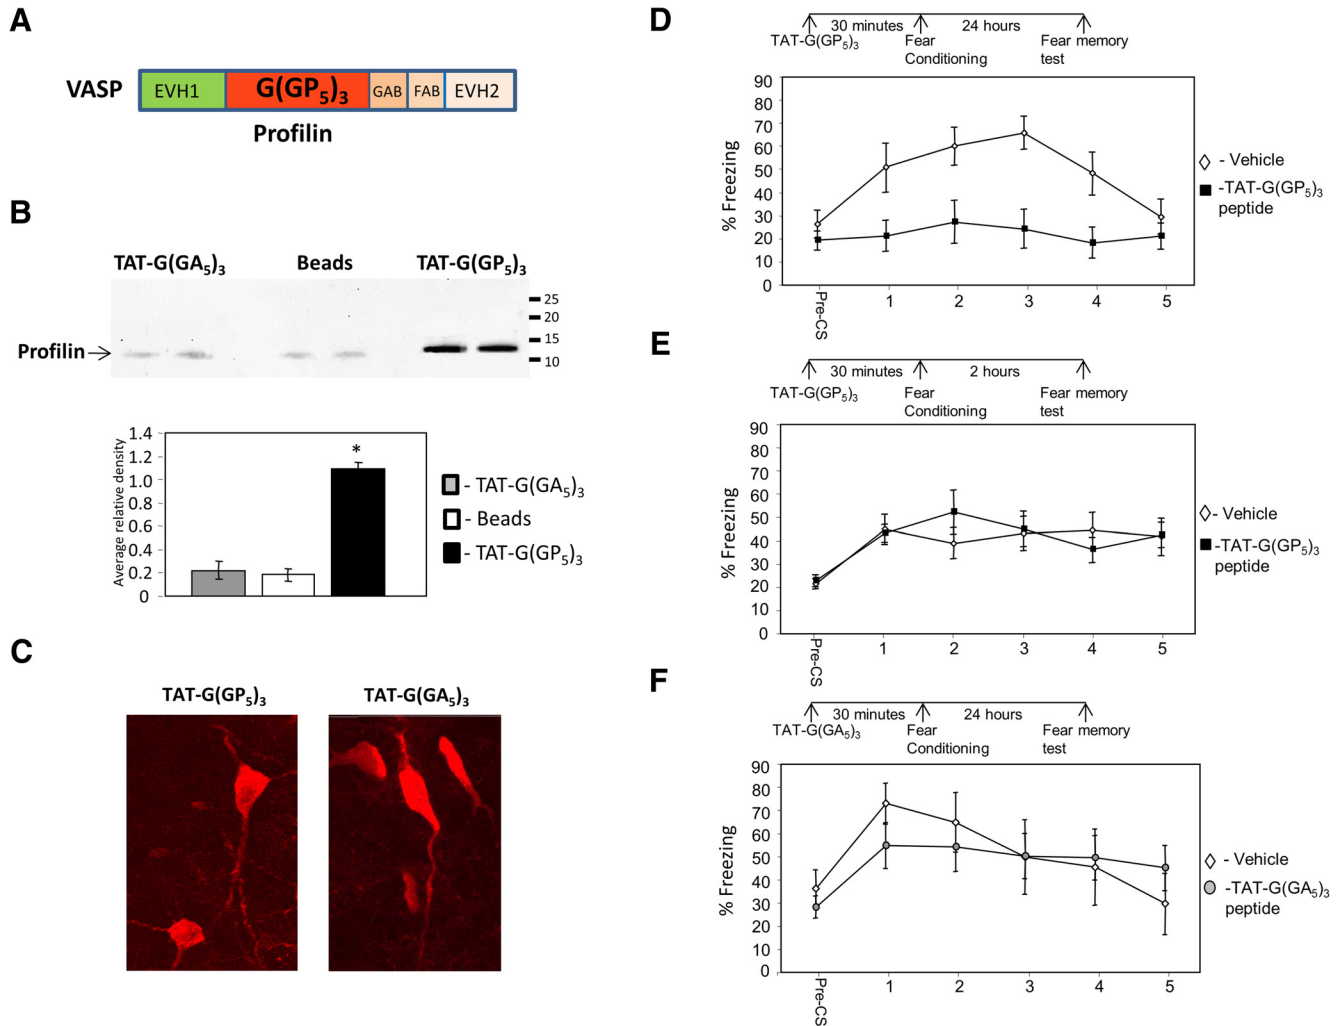 A
VASP
EVH1
G(GP5)3
GAB
FAB
EVH2
Profilin
B
TAT-G(GA5)3
Beads
TAT-G(GP5)3
25
20
15
10
Profilin
Average relative density
1.4
1.2
1.0
0.8
0.6
0.4
0.2
0
*
- TAT-G(GA5)3
- Beads
- TAT-G(GP5)3
C
TAT-G(GP5)3
TAT-G(GA5)3
D
30 minutes
24 hours
TAT-G(GP5)3
Fear
Conditioning
Fear memory
test
% Freezing
90
80
70
60
50
40
30
20
10
0
Pre-CS
1
2
3
4
5
- Vehicle
-TAT-G(GP5)3
peptide
E
30 minutes
2 hours
TAT-G(GP5)3
Fear
Conditioning
Fear memory
test
% Freezing
90
80
70
60
50
40
30
20
10
0
Pre-CS
1
2
3
4
5
- Vehicle
-TAT-G(GP5)3
peptide
F
30 minutes
24 hours
TAT-G(GA5)3
Fear
Conditioning
Fear memory
test
% Freezing
90
80
70
60
50
40
30
20
10
0
Pre-CS
1
2
3
4
5
- Vehicle
-TAT-G(GA5)3
peptide